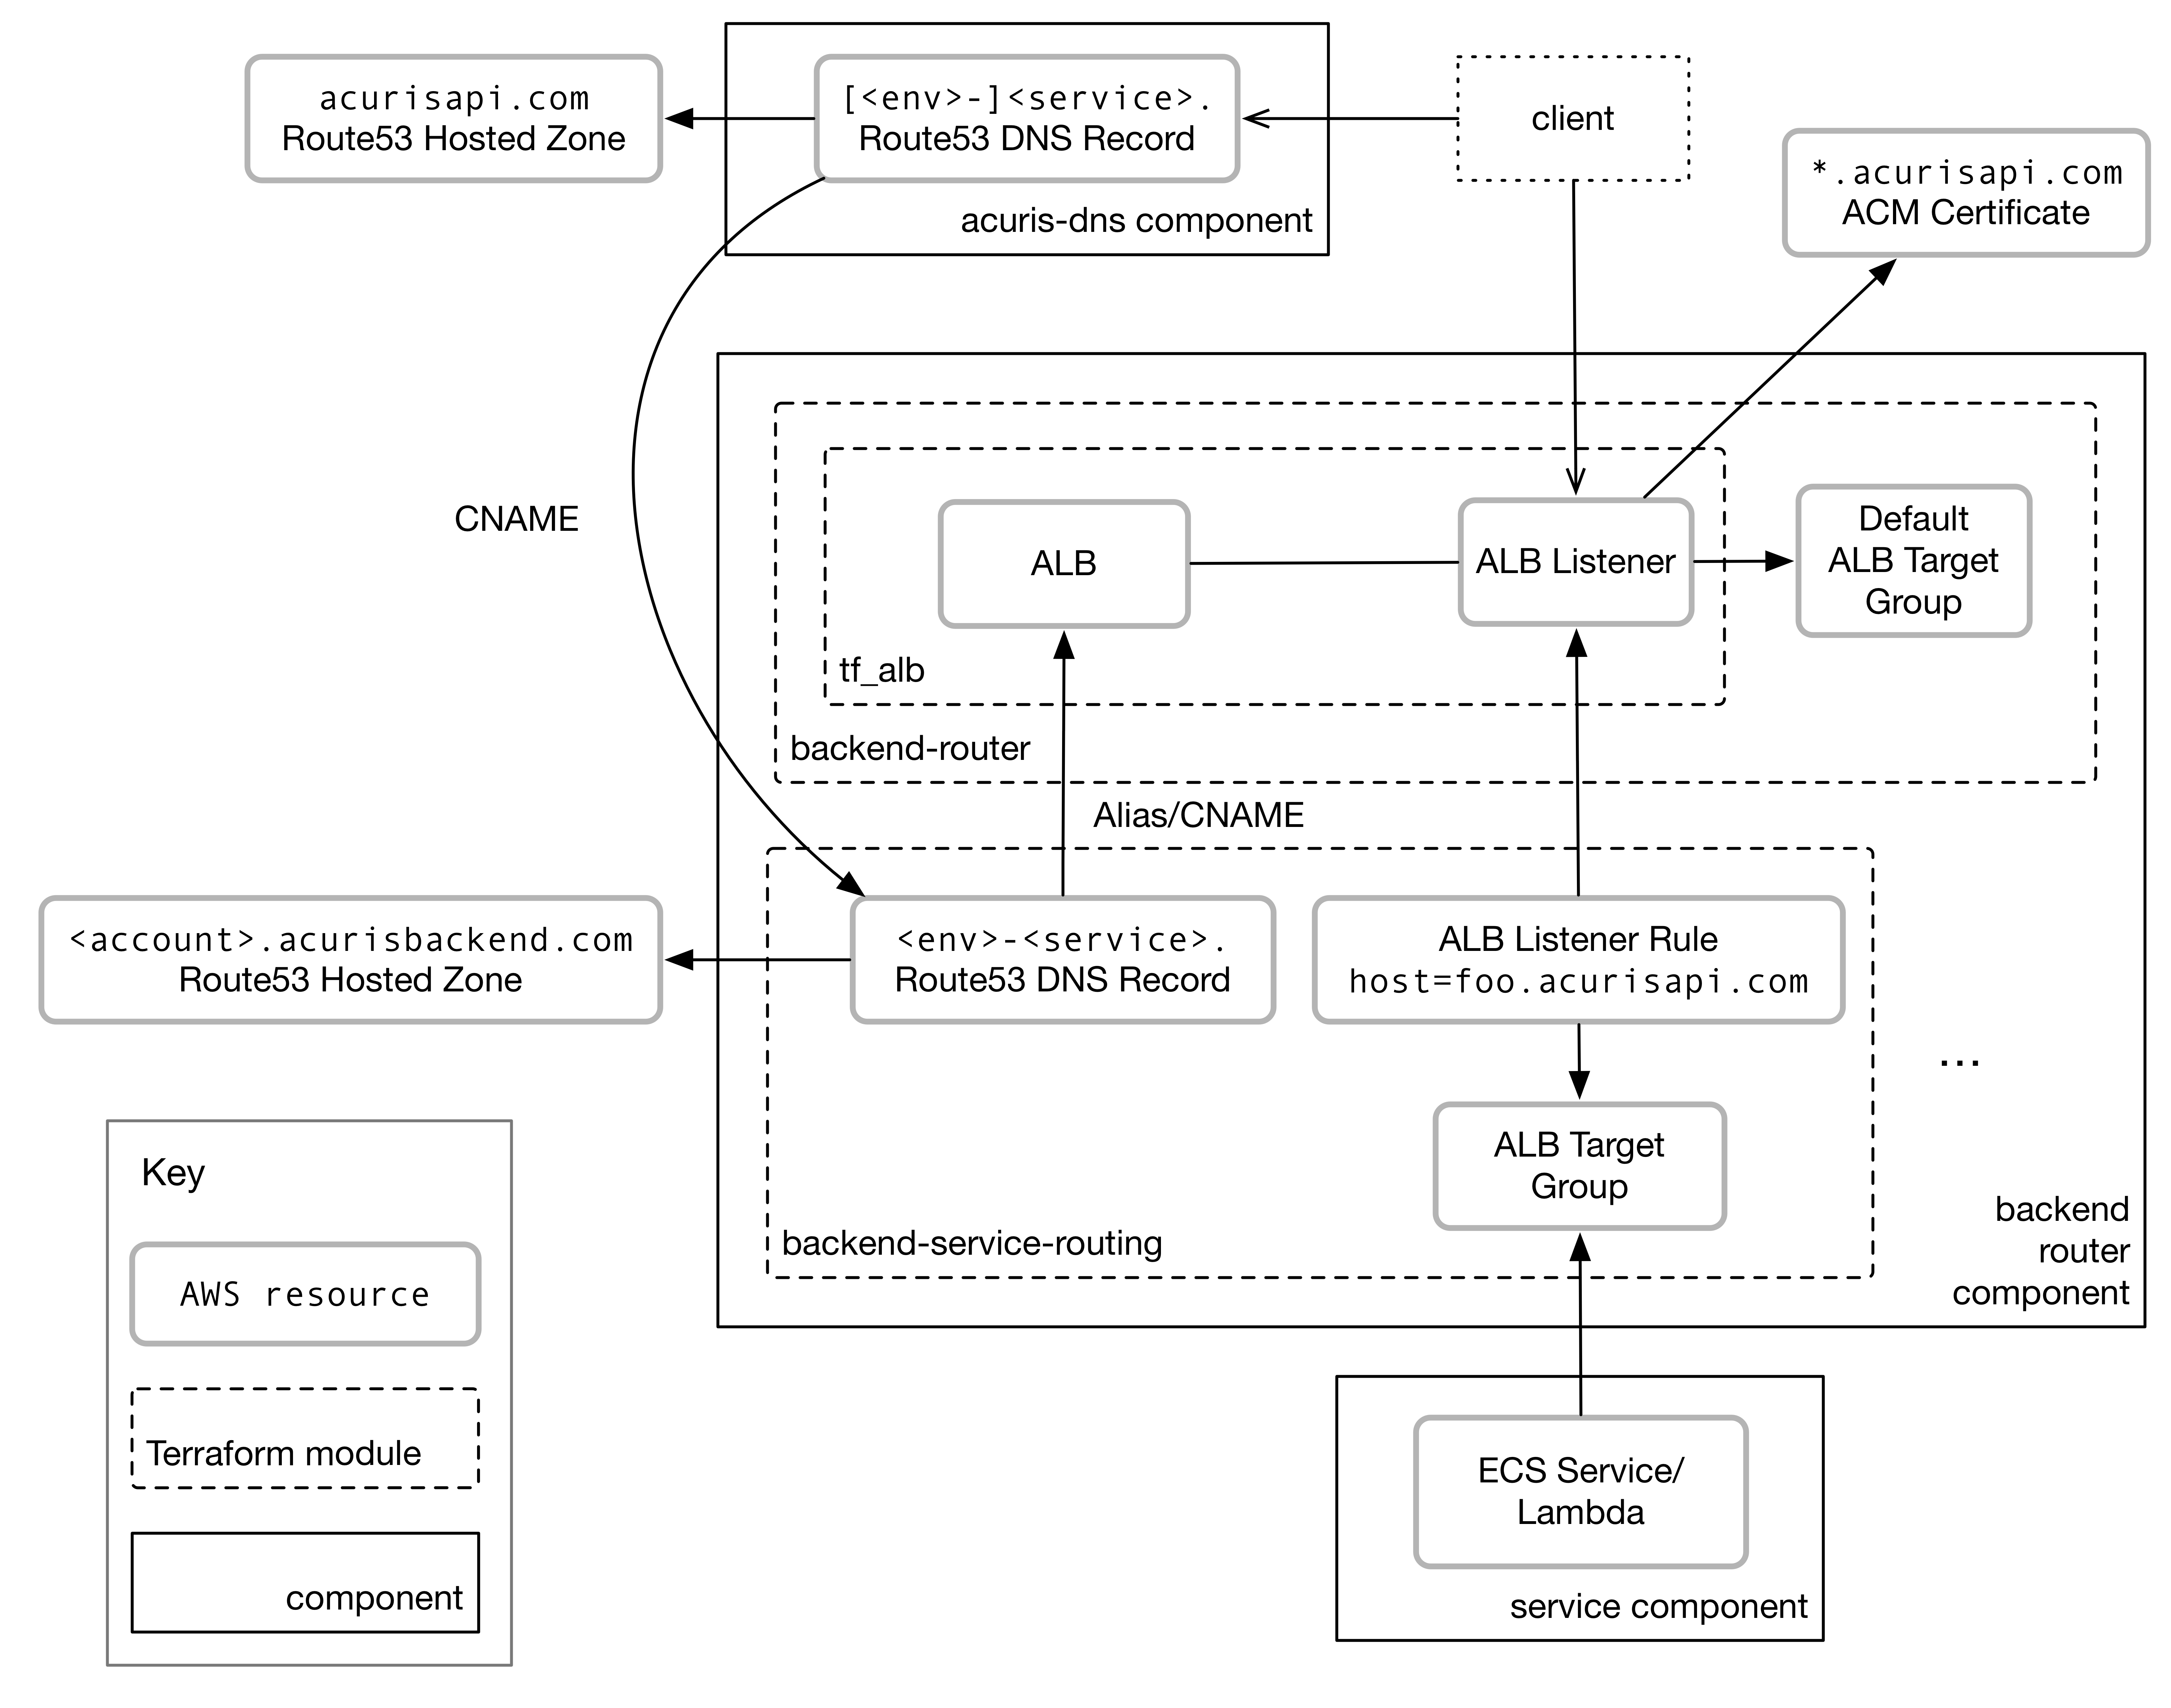 acurisapi.com
Route53 Hosted Zone
[<env>-]<service>.
Route53 DNS Record
acuris-dns component
client
*.acurisapi.com
ACM Certificate
CNAME
ALB
ALB Listener
Default
ALB Target
Group
tf_alb
backend-router
Alias/CNAME
<account>.acurisbackend.com
Route53 Hosted Zone
<env>-<service>.
Route53 DNS Record
ALB Listener Rule
host=foo.acurisapi.com
...
ALB Target
Group
backend-service-routing
backend
router
component
Key
AWS resource
Terraform module
component
ECS Service/
Lambda
service component